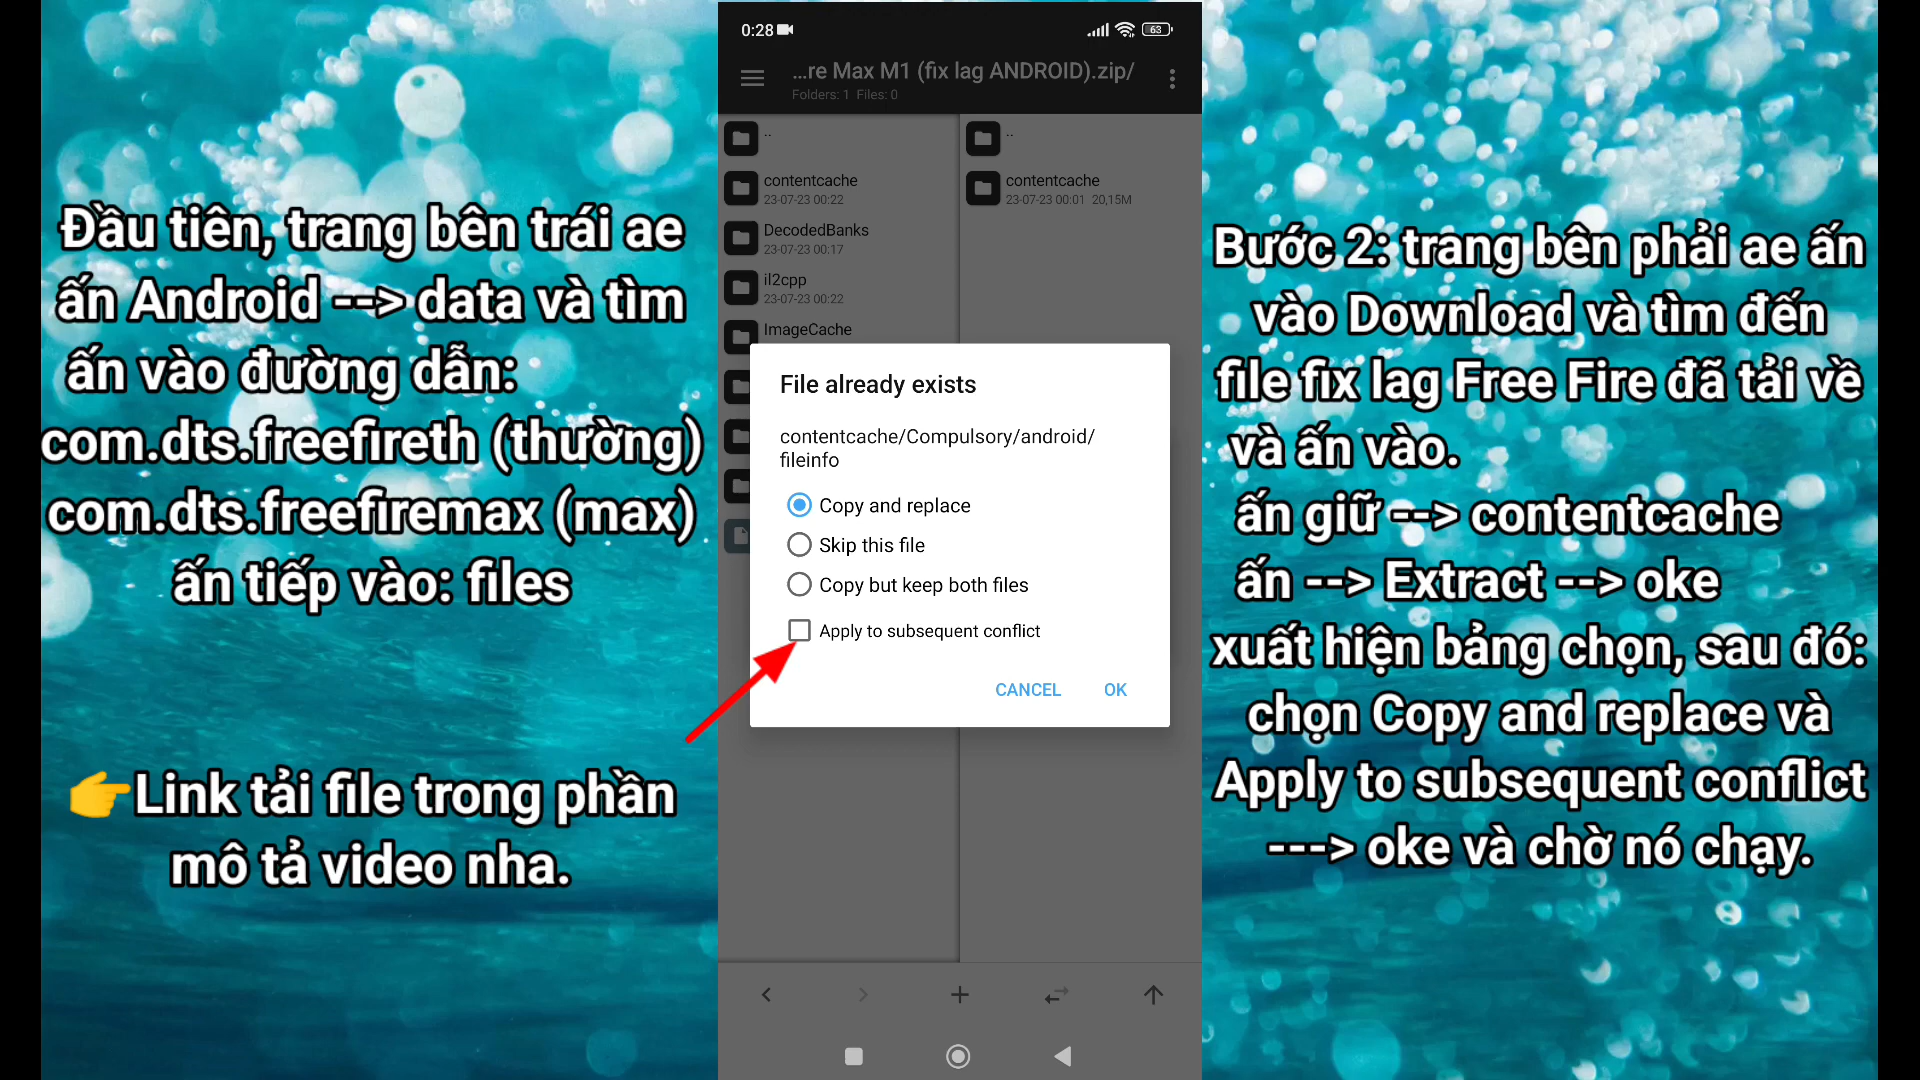 Đầu tiên, trang bên trái ae
ấn Android --> data và tìm
ấn vào đường dẫn:
com.dts.freefireth (thường)
com.dts.freefiremax (max)
ấn tiếp vào: files
👉Link tải file trong phần
mô tả video nha.
0:28
63
...re Max M1 (fix lag ANDROID).zip/
Folders: 1 Files: 0
..
contentcache
23-07-23 00:22
DecodedBanks
23-07-23 00:17
il2cpp
23-07-23 00:22
ImageCache
..
contentcache
23-07-23 00:01 20,15M
File already exists
contentcache/Compulsory/android/
fileinfo
Copy and replace
Skip this file
Copy but keep both files
Apply to subsequent conflict
CANCEL OK
Bước 2: trang bên phải ae ấn
vào Download và tìm đến
file fix lag Free Fire đã tải về
và ấn vào.
ấn giữ --> contentcache
ấn --> Extract --> oke
xuất hiện bảng chọn, sau đó:
chọn Copy and replace và
Apply to subsequent conflict
---> oke và chờ nó chạy.